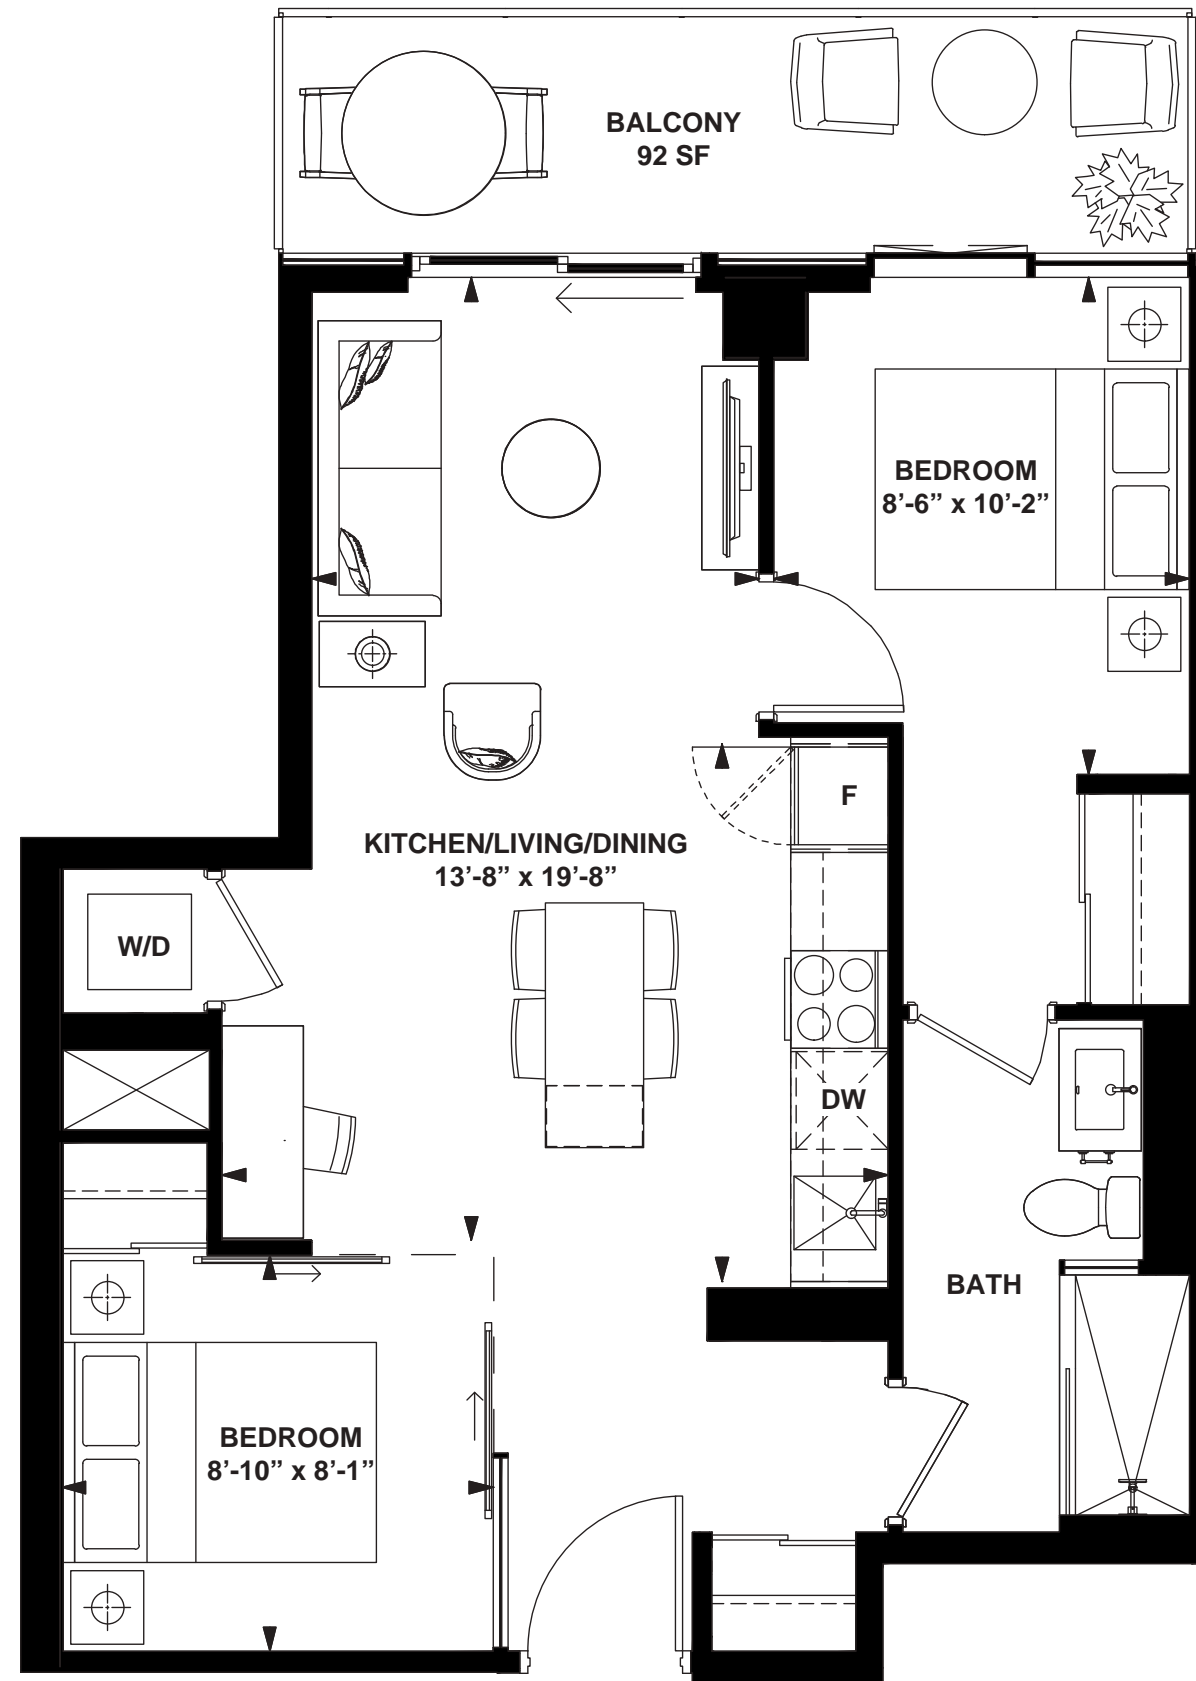 BALCONY
92 SF
BEDROOM
8’-6” x 10’-2”
F
KITCHEN/LIVING/DINING
13’-8” x 19’-8”
W/D
DW
BATH
BEDROOM
8’-10” x 8’-1”